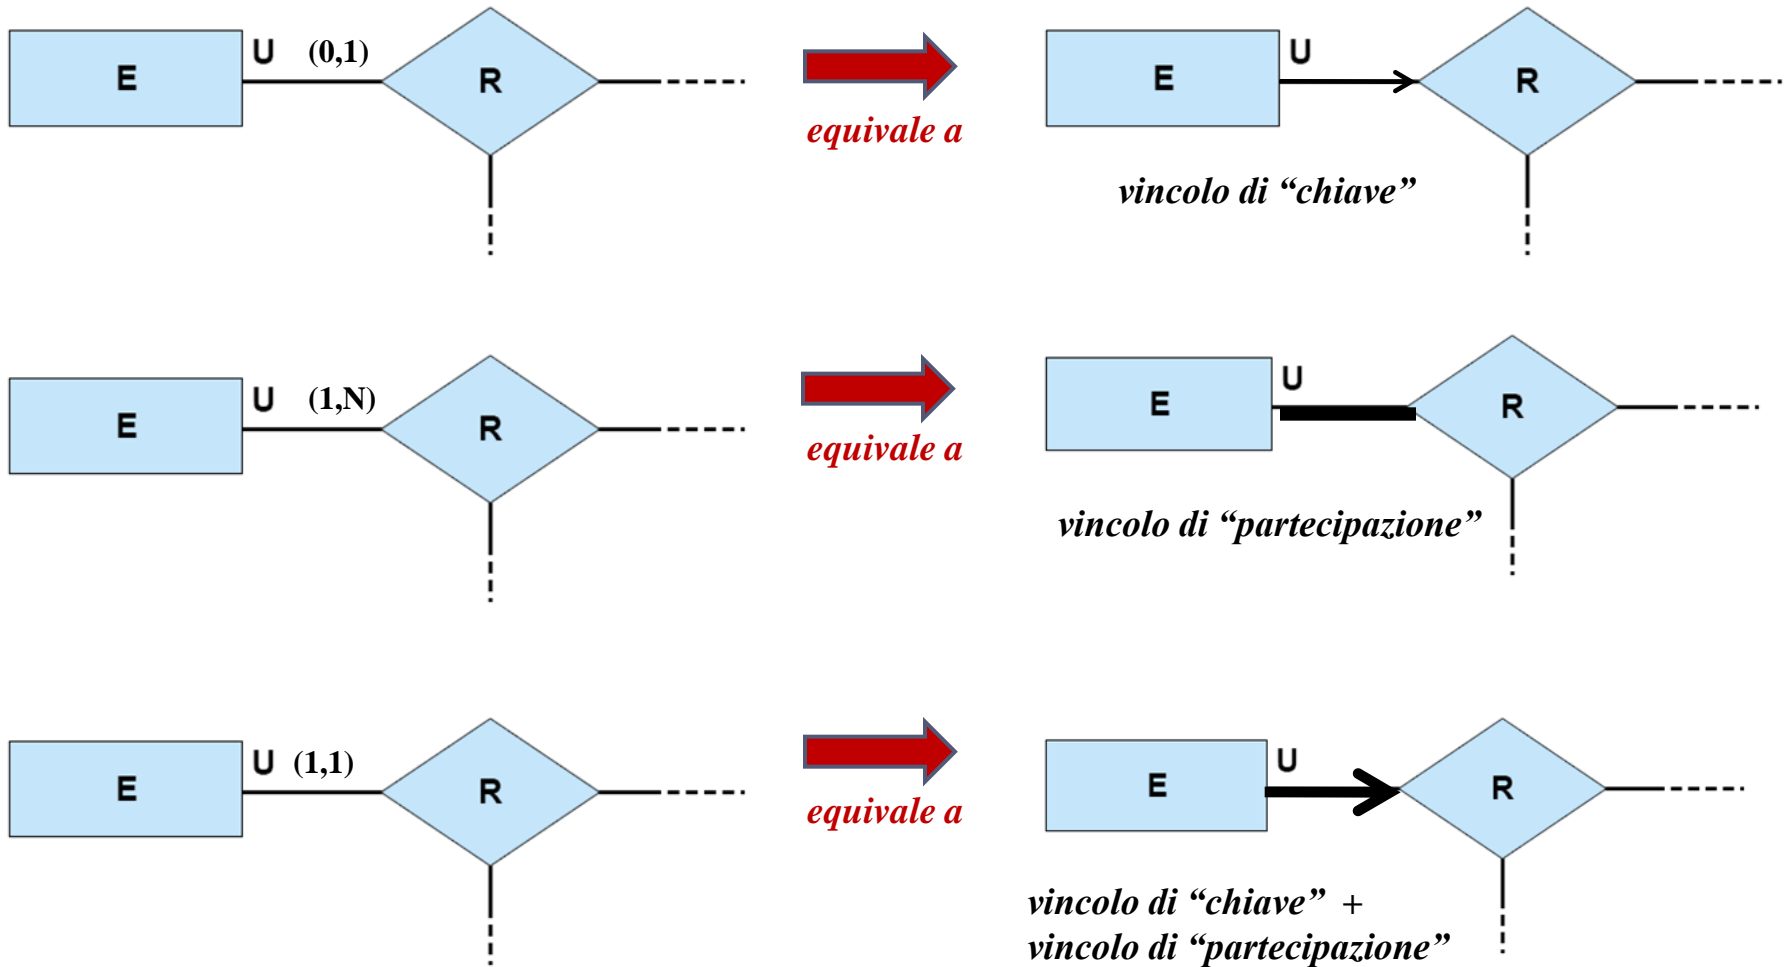 E U (0,1) R
equivale a
E U R
vincolo di “chiave”
E U (1,N) R
equivale a
E U R
vincolo di “partecipazione”
E U (1,1) R
equivale a
E U R
vincolo di “chiave” +
vincolo di “partecipazione”